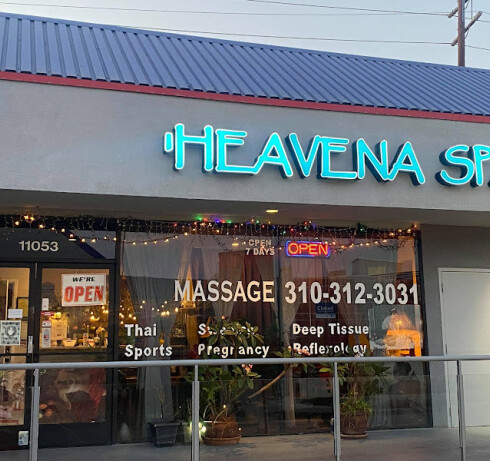 HEAVENA SPA
11053
OPEN
7 DAYS
OPEN
WE'RE
OPEN
MASSAGE 310-312-3031
Thai
Deep Tissue
Sports Pregnancy Reflexology